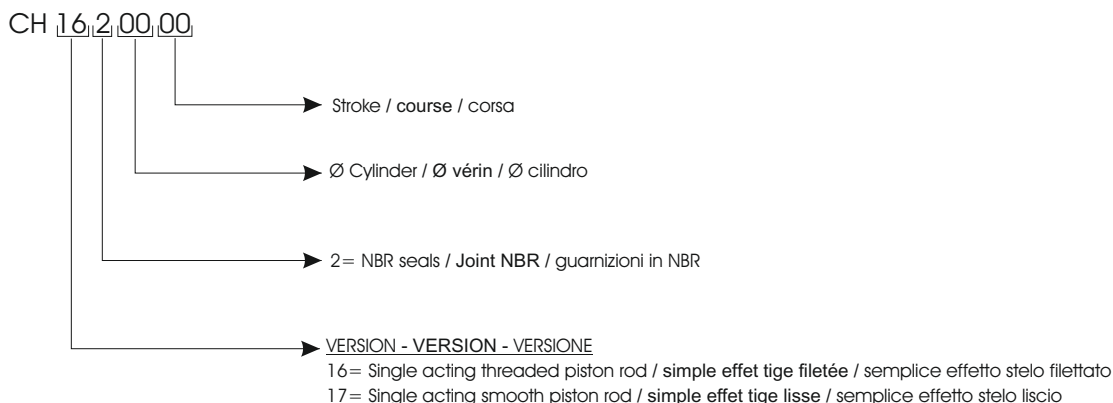 CH 16 2 00 00
Stroke / course / corsa
Ø Cylinder / Ø vérin / Ø cilindro
2= NBR seals / Joint NBR / guarnizioni in NBR
VERSION - VERSION - VERSIONE
16= Single acting threaded piston rod / simple effet tige filetée / semplice effetto stelo filettato
17= Single acting smooth piston rod / simple effet tige lisse / semplice effetto stelo liscio